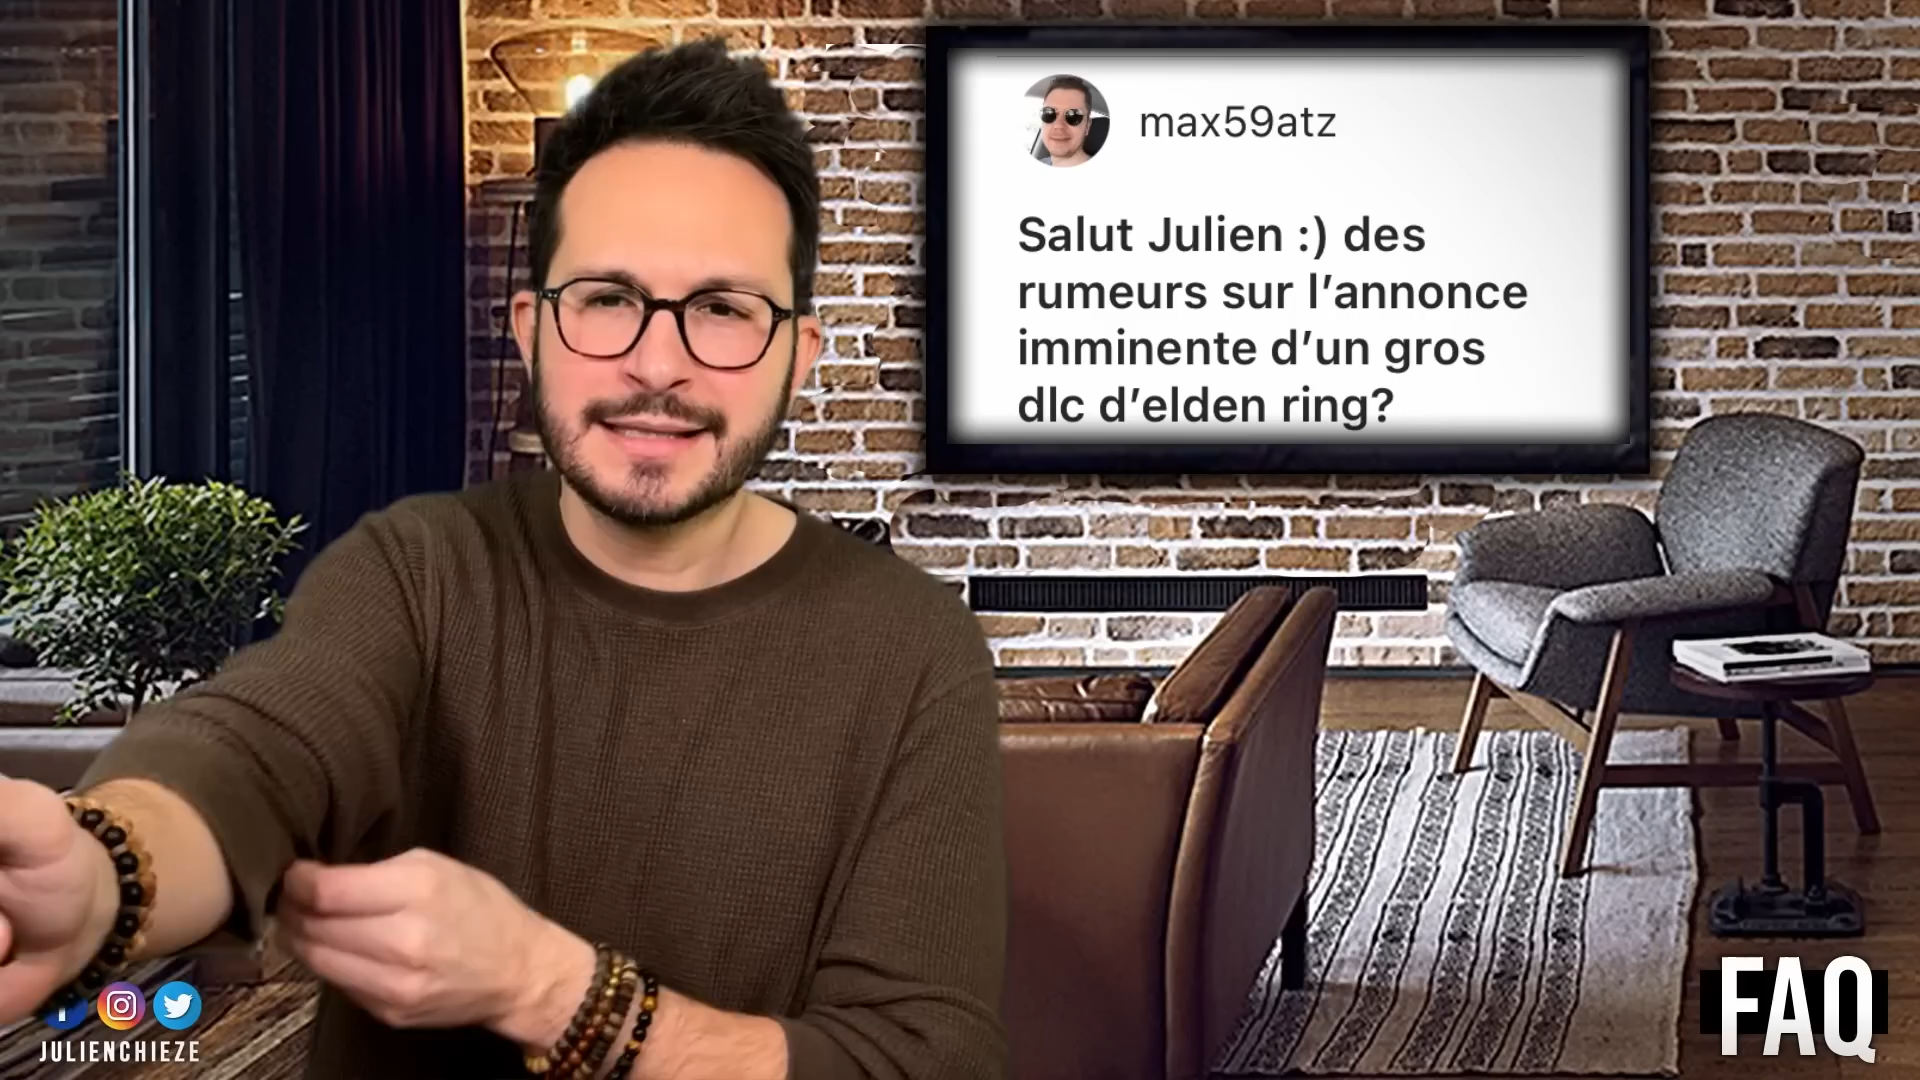 max59atz
Salut Julien :) des
rumeurs sur l’annonce
imminente d’un gros
dlc d’elden ring?
JULIENCHIEZE
FAQ